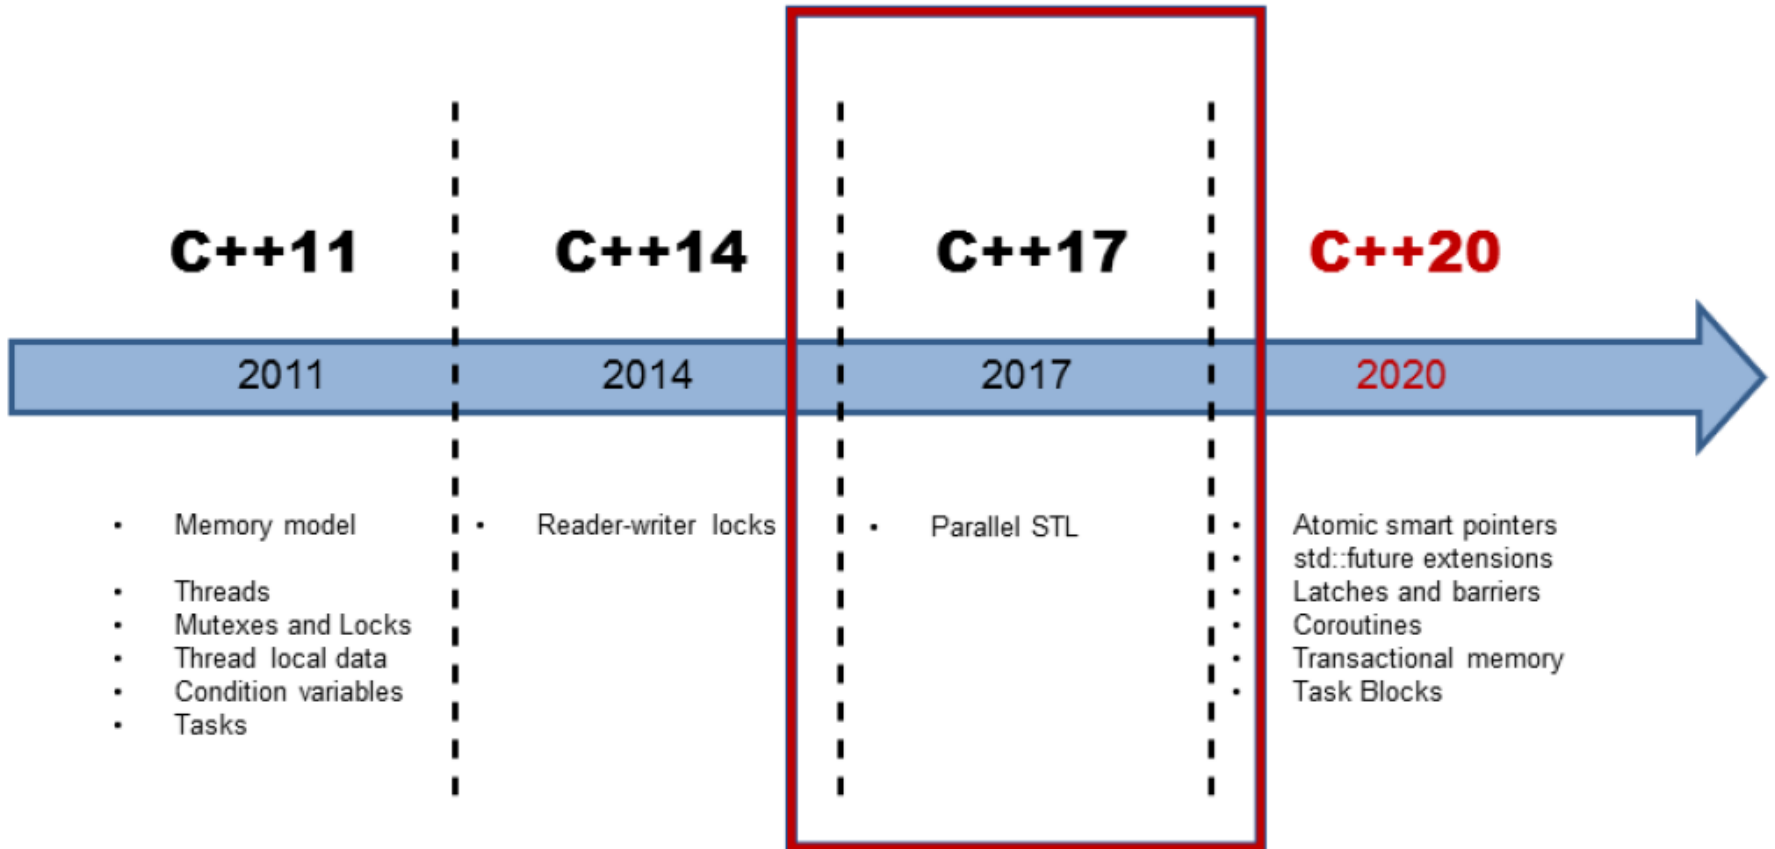 C++11
C++14
C++17
C++20
2011
2014
2017
2020
• Memory model
• Threads
• Mutexes and Locks
• Thread local data
• Condition variables
• Tasks
• Reader-writer locks
• Parallel STL
• Atomic smart pointers
• std::future extensions
• Latches and barriers
• Coroutines
• Transactional memory
• Task Blocks